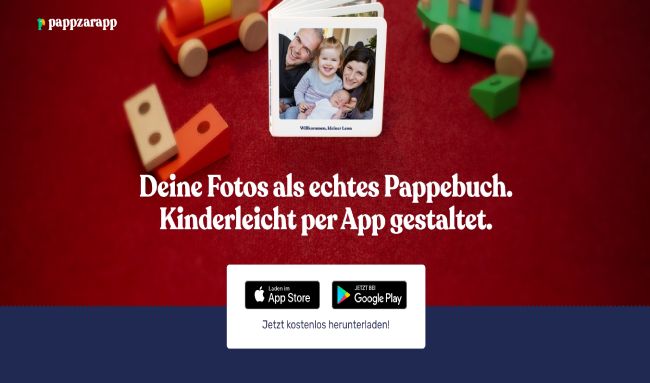 pappzarapp
Willkommen, kleiner Leon
Deine Fotos als echtes Pappebuch.
Kinderleicht per App gestaltet.
Laden im
App Store
JETZT BEI
Google Play
Jetzt kostenlos herunterladen!